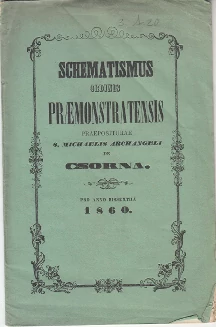 SCHEMATISMUS
ORDINIS
PRÆMONSTRATENSIS
PRAEPOSITURAE
S. MICHAELIS ARCHANGELI
DE
CSORNA.
PRO ANNO BISSEXTILI
1860.